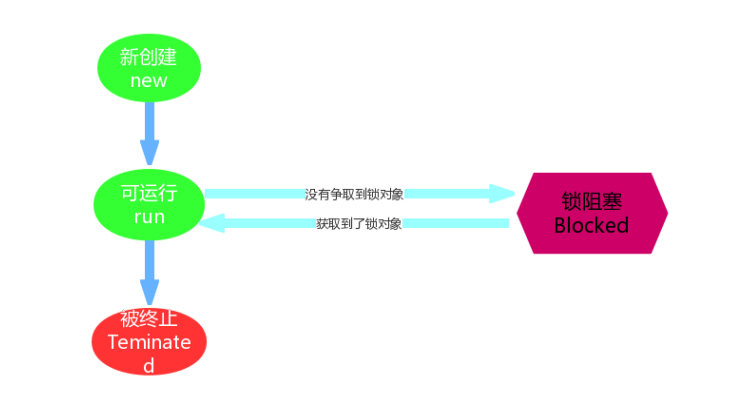 新创建
new
可运行
run
没有争取到锁对象
获取到了锁对象
锁阻塞
Blocked
被终止
Teminate
d